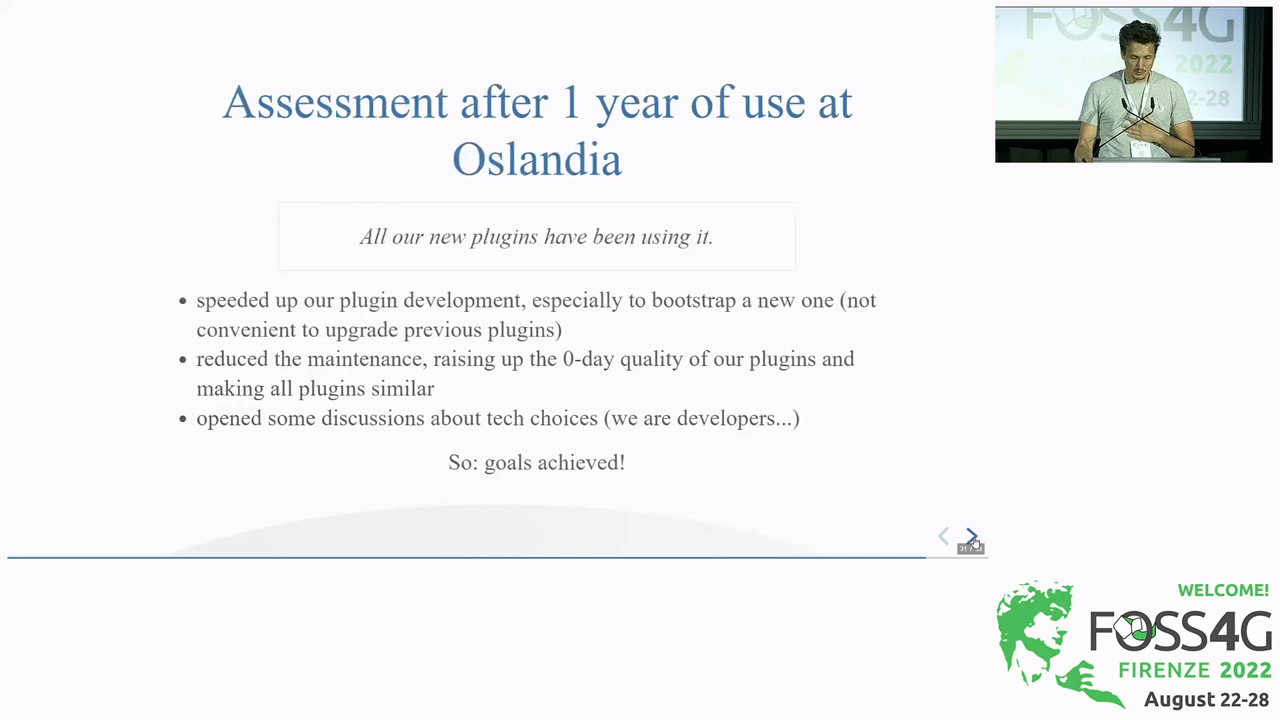 Assessment after 1 year of use at
Oslandia
All our new plugins have been using it.
• speeded up our plugin development, especially to bootstrap a new one (not
convenient to upgrade previous plugins)
• reduced the maintenance, raising up the 0-day quality of our plugins and
making all plugins similar
• opened some discussions about tech choices (we are developers...)
So: goals achieved!
FOSS4G
2022
WELCOME!
FOSS4G
FIRENZE 2022
August 22-28